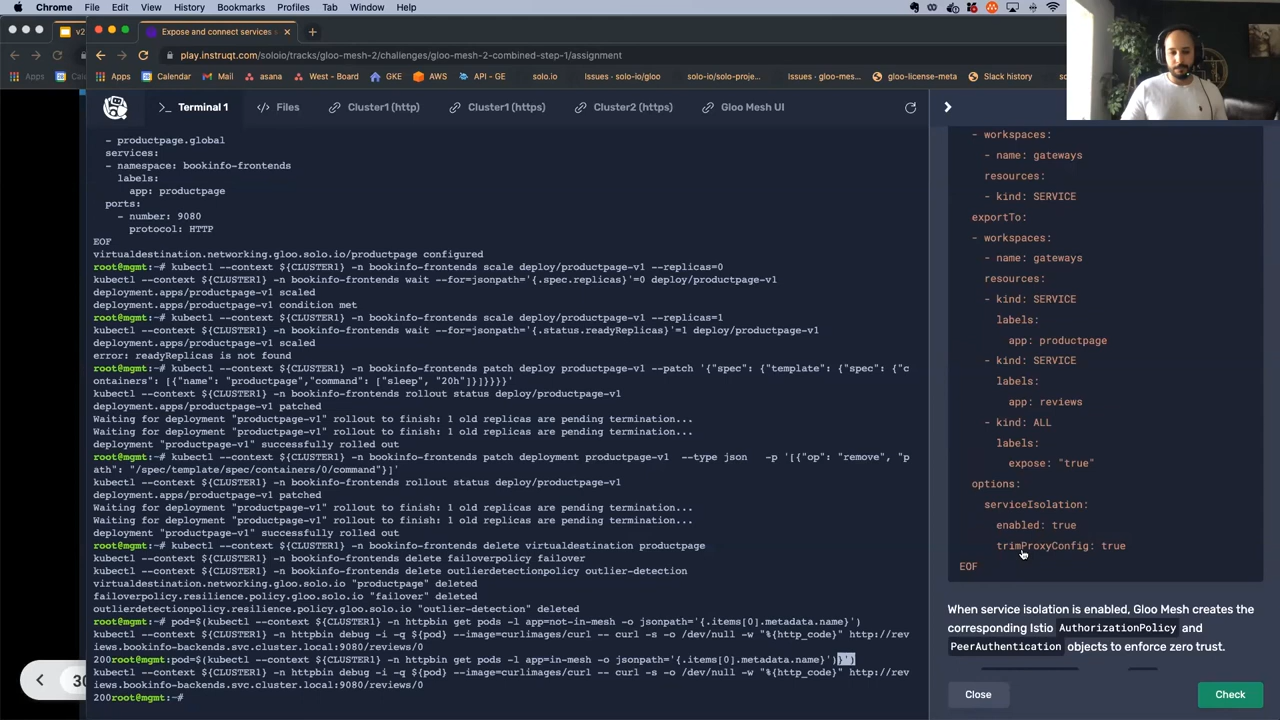 Chrome File Edit View History Bookmarks Profiles Tab Window Help
v2
Expose and connect services
play.instruqt.com/soloio/tracks/gloo-mesh-2/challenges/gloo-mesh-2-combined-step-1/assignment
Apps Apps Calendar Mail asana West - Board GKE AWS API - GE solo.io Issues · solo-io/gloo solo-io/solo-proje... Issues · gloo-mes... gloo-license-meta Slack history
Terminal 1 Files Cluster1 (http) Cluster1 (https) Cluster2 (https) Gloo Mesh UI
- productpage.global
services:
- namespace: bookinfo-frontends
labels:
app: productpage
ports:
- number: 9080
protocol: HTTP
EOF
virtualdestination.networking.gloo.solo.io/productpage configured
root@mgmt:~# kubectl --context ${CLUSTER1} -n bookinfo-frontends scale deploy/productpage-v1 --replicas=0
kubectl --context ${CLUSTER1} -n bookinfo-frontends wait --for=jsonpath='{.spec.replicas}'=0 deploy/productpage-v1
deployment.apps/productpage-v1 scaled
deployment.apps/productpage-v1 condition met
root@mgmt:~# kubectl --context ${CLUSTER1} -n bookinfo-frontends scale deploy/productpage-v1 --replicas=1
kubectl --context ${CLUSTER1} -n bookinfo-frontends wait --for=jsonpath='{.status.readyReplicas}'=1 deploy/productpage-v1
deployment.apps/productpage-v1 scaled
error: readyReplicas is not found
root@mgmt:~# kubectl --context ${CLUSTER1} -n bookinfo-frontends patch deploy productpage-v1 --patch '{"spec": {"template": {"spec": {"c
ontainers": [{"name": "productpage","command": ["sleep", "20h"]}]}}}}'
kubectl --context ${CLUSTER1} -n bookinfo-frontends rollout status deploy/productpage-v1
deployment.apps/productpage-v1 patched
Waiting for deployment "productpage-v1" rollout to finish: 1 old replicas are pending termination...
Waiting for deployment "productpage-v1" rollout to finish: 1 old replicas are pending termination...
deployment "productpage-v1" successfully rolled out
root@mgmt:~# kubectl --context ${CLUSTER1} -n bookinfo-frontends patch deployment productpage-v1 --type json -p '[{"op": "remove", "p
ath": "/spec/template/spec/containers/0/command"}]'
kubectl --context ${CLUSTER1} -n bookinfo-frontends rollout status deploy/productpage-v1
deployment.apps/productpage-v1 patched
Waiting for deployment "productpage-v1" rollout to finish: 1 old replicas are pending termination...
Waiting for deployment "productpage-v1" rollout to finish: 1 old replicas are pending termination...
deployment "productpage-v1" successfully rolled out
root@mgmt:~# kubectl --context ${CLUSTER1} -n bookinfo-frontends delete virtualdestination productpage
kubectl --context ${CLUSTER1} -n bookinfo-frontends delete failoverpolicy failover
kubectl --context ${CLUSTER1} -n bookinfo-frontends delete outlierdetectionpolicy outlier-detection
virtualdestination.networking.gloo.solo.io "productpage" deleted
failoverpolicy.resilience.policy.gloo.solo.io "failover" deleted
outlierdetectionpolicy.resilience.policy.gloo.solo.io "outlier-detection" deleted
root@mgmt:~# pod=$(kubectl --context ${CLUSTER1} -n httpbin get pods -l app=not-in-mesh -o jsonpath='{.items[0].metadata.name}')
kubectl --context ${CLUSTER1} -n httpbin debug -i -q ${pod} --image=curlimages/curl -- curl -s -o /dev/null -w "%{http_code}" http://rev
iews.bookinfo-backends.svc.cluster.local:9080/reviews/0
200root@mgmt:pod=$(kubectl --context ${CLUSTER1} -n httpbin get pods -l app=in-mesh -o jsonpath='{.items[0].metadata.name}')}')
kubectl --context ${CLUSTER1} -n httpbin debug -i -q ${pod} --image=curlimages/curl -- curl -s -o /dev/null -w "%{http_code}" http://rev
iews.bookinfo-backends.svc.cluster.local:9080/reviews/0
200root@mgmt:~#
- workspaces:
- name: gateways
resources:
- kind: SERVICE
exportTo:
- workspaces:
- name: gateways
resources:
- kind: SERVICE
labels:
app: productpage
- kind: SERVICE
labels:
app: reviews
- kind: ALL
labels:
expose: "true"
options:
serviceIsolation:
enabled: true
trimProxyConfig: true
EOF
When service isolation is enabled, Gloo Mesh creates the
corresponding Istio AuthorizationPolicy and
PeerAuthentication objects to enforce zero trust.
Close Check